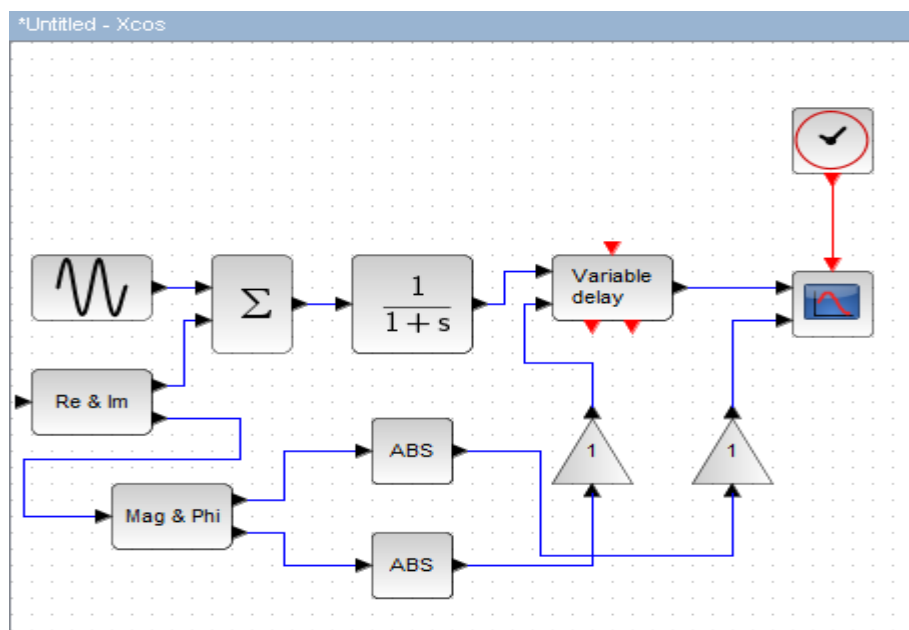 *Untitled - Xcos
Σ
1
1 + s
Variable
delay
Re & Im
ABS
1
1
Mag & Phi
ABS